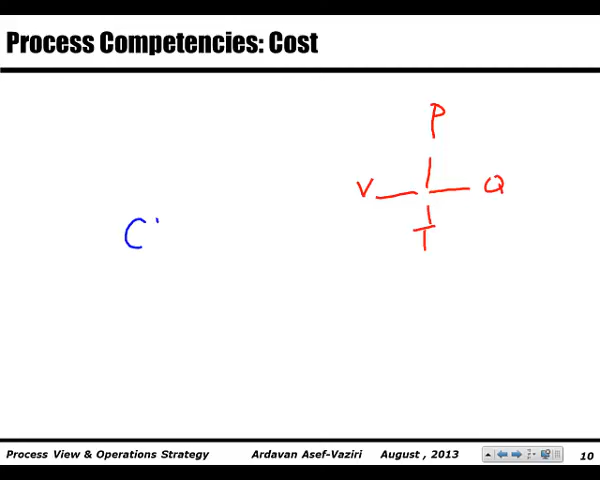 Process Competencies: Cost
P
V Q
T
C
Process View & Operations Strategy Ardavan Asef-Vaziri August , 2013 10